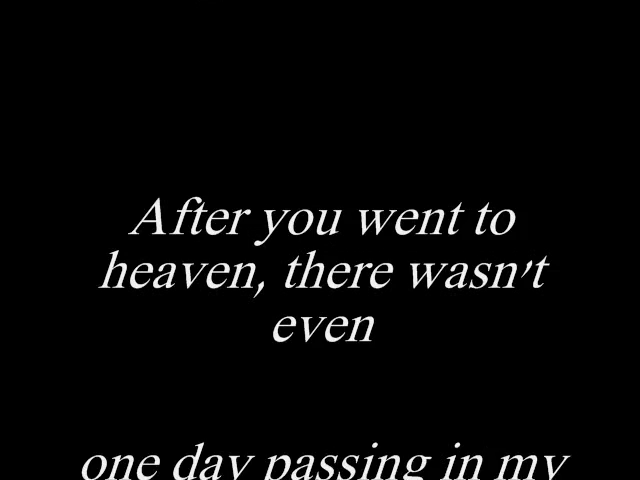 After you went to
heaven, there wasn't
even
one day passing in my